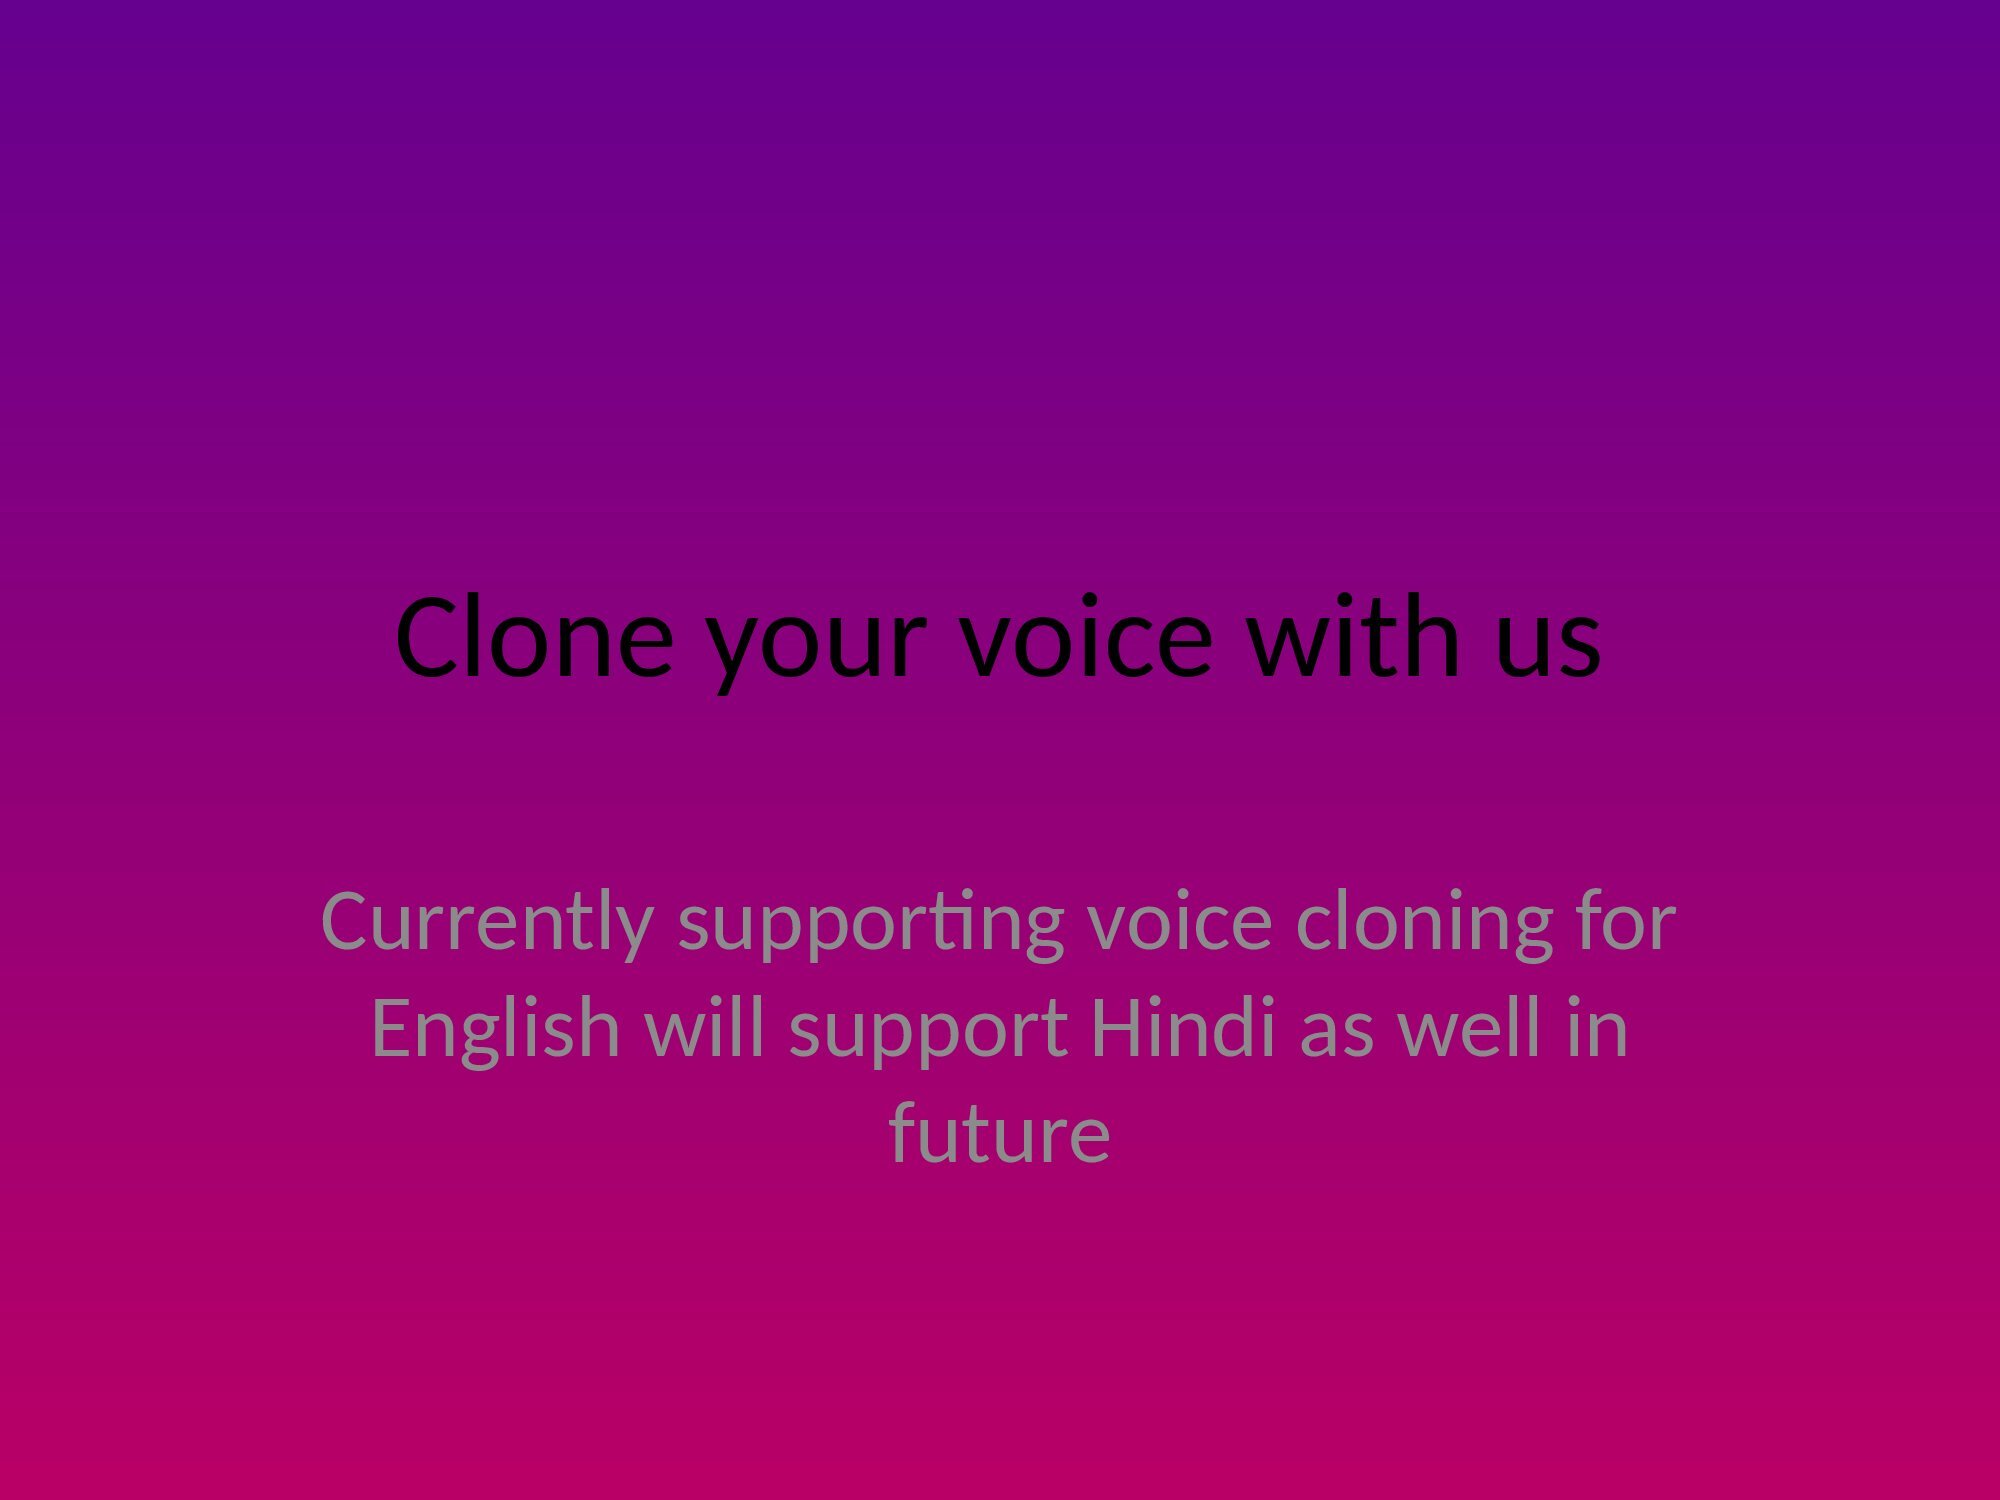 Clone your voice with us
Currently supporting voice cloning for
English will support Hindi as well in
future